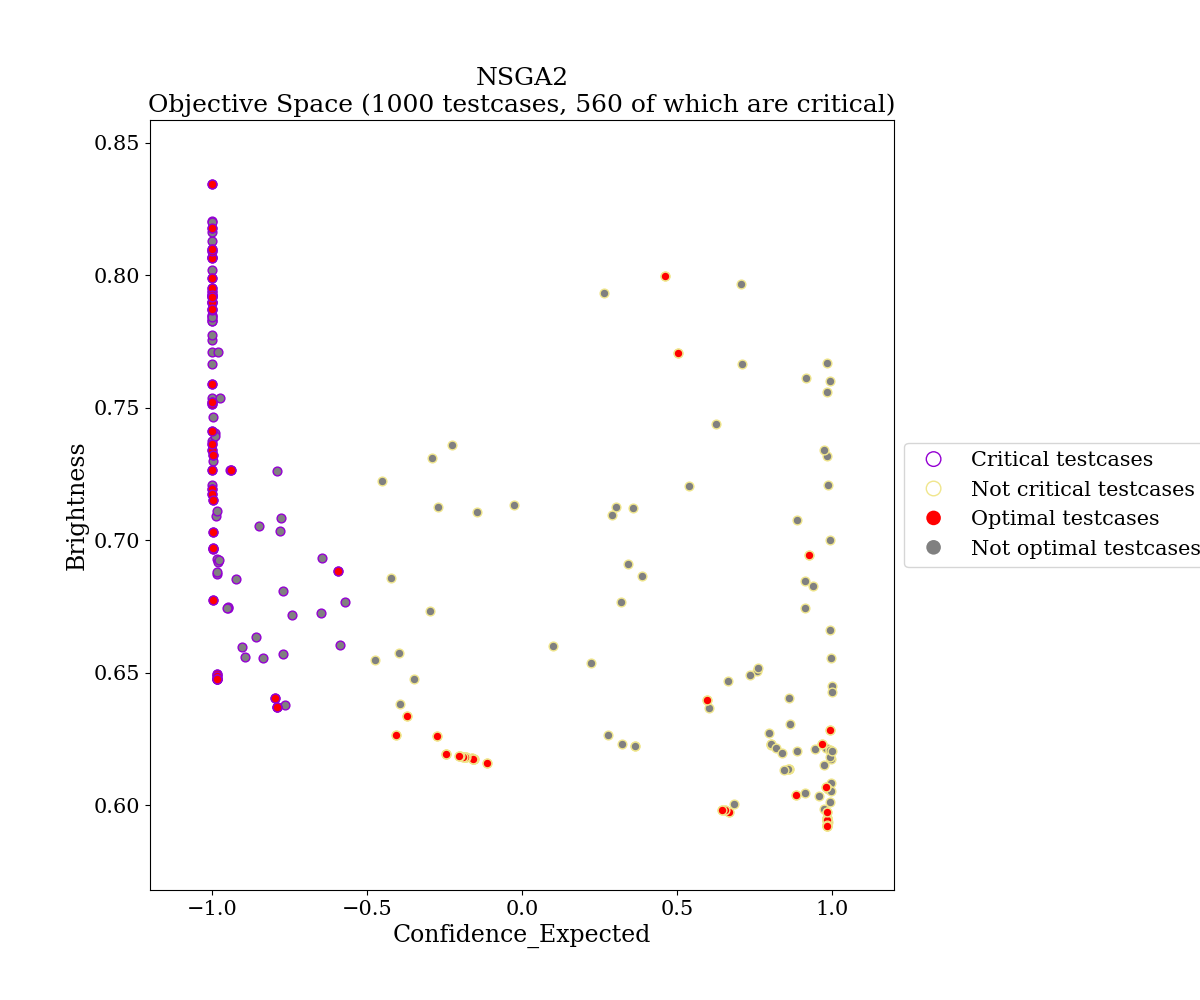 NSGA2
Objective Space (1000 testcases, 560 of which are critical)
0.85
0.80
0.75
0.70
0.65
0.60
Brightness
−1.0
−0.5
0.0
0.5
1.0
Confidence_Expected
Critical testcases
Not critical testcases
Optimal testcases
Not optimal testcases